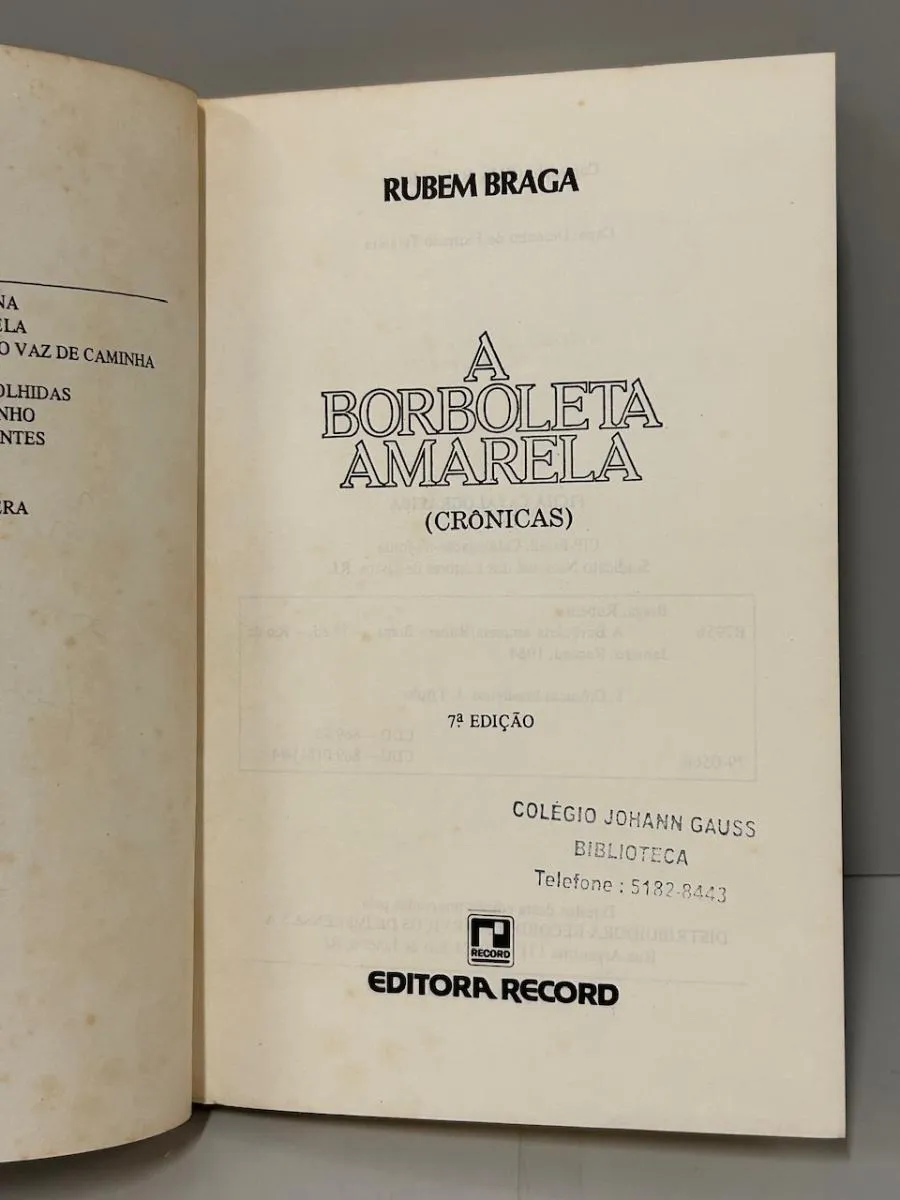 NA
ELA
O VAZ DE CAMINHA
OLHIDAS
NHO
NTES
ERA
RUBEM BRAGA
A
BORBOLETA
AMARELA
(CRÔNICAS)
7ª EDIÇÃO
COLÉGIO JOHANN GAUSS
BIBLIOTECA
Telefone : 5182-8443
RECORD
EDITORA RECORD